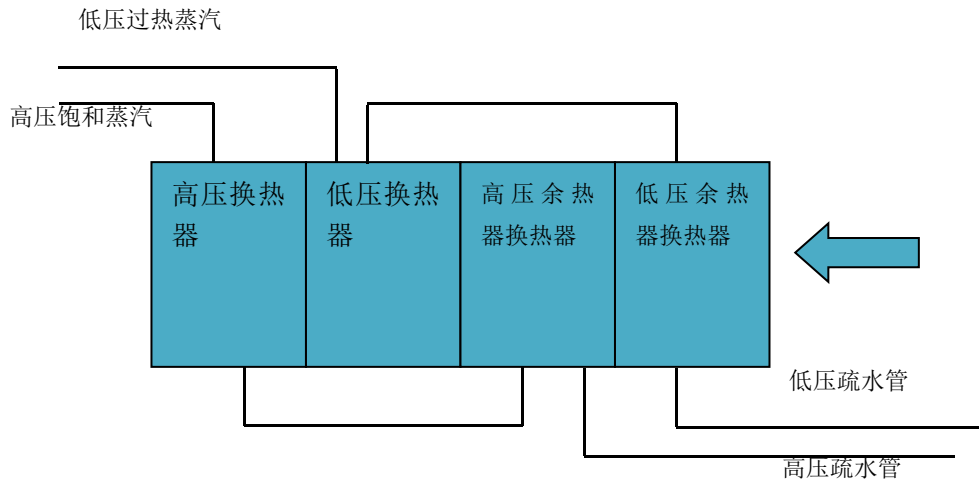 低压过热蒸汽
高压饱和蒸汽
高压换热
器
低压换热
器
高压余热
器换热器
低压余热
器换热器
低压疏水管
高压疏水管